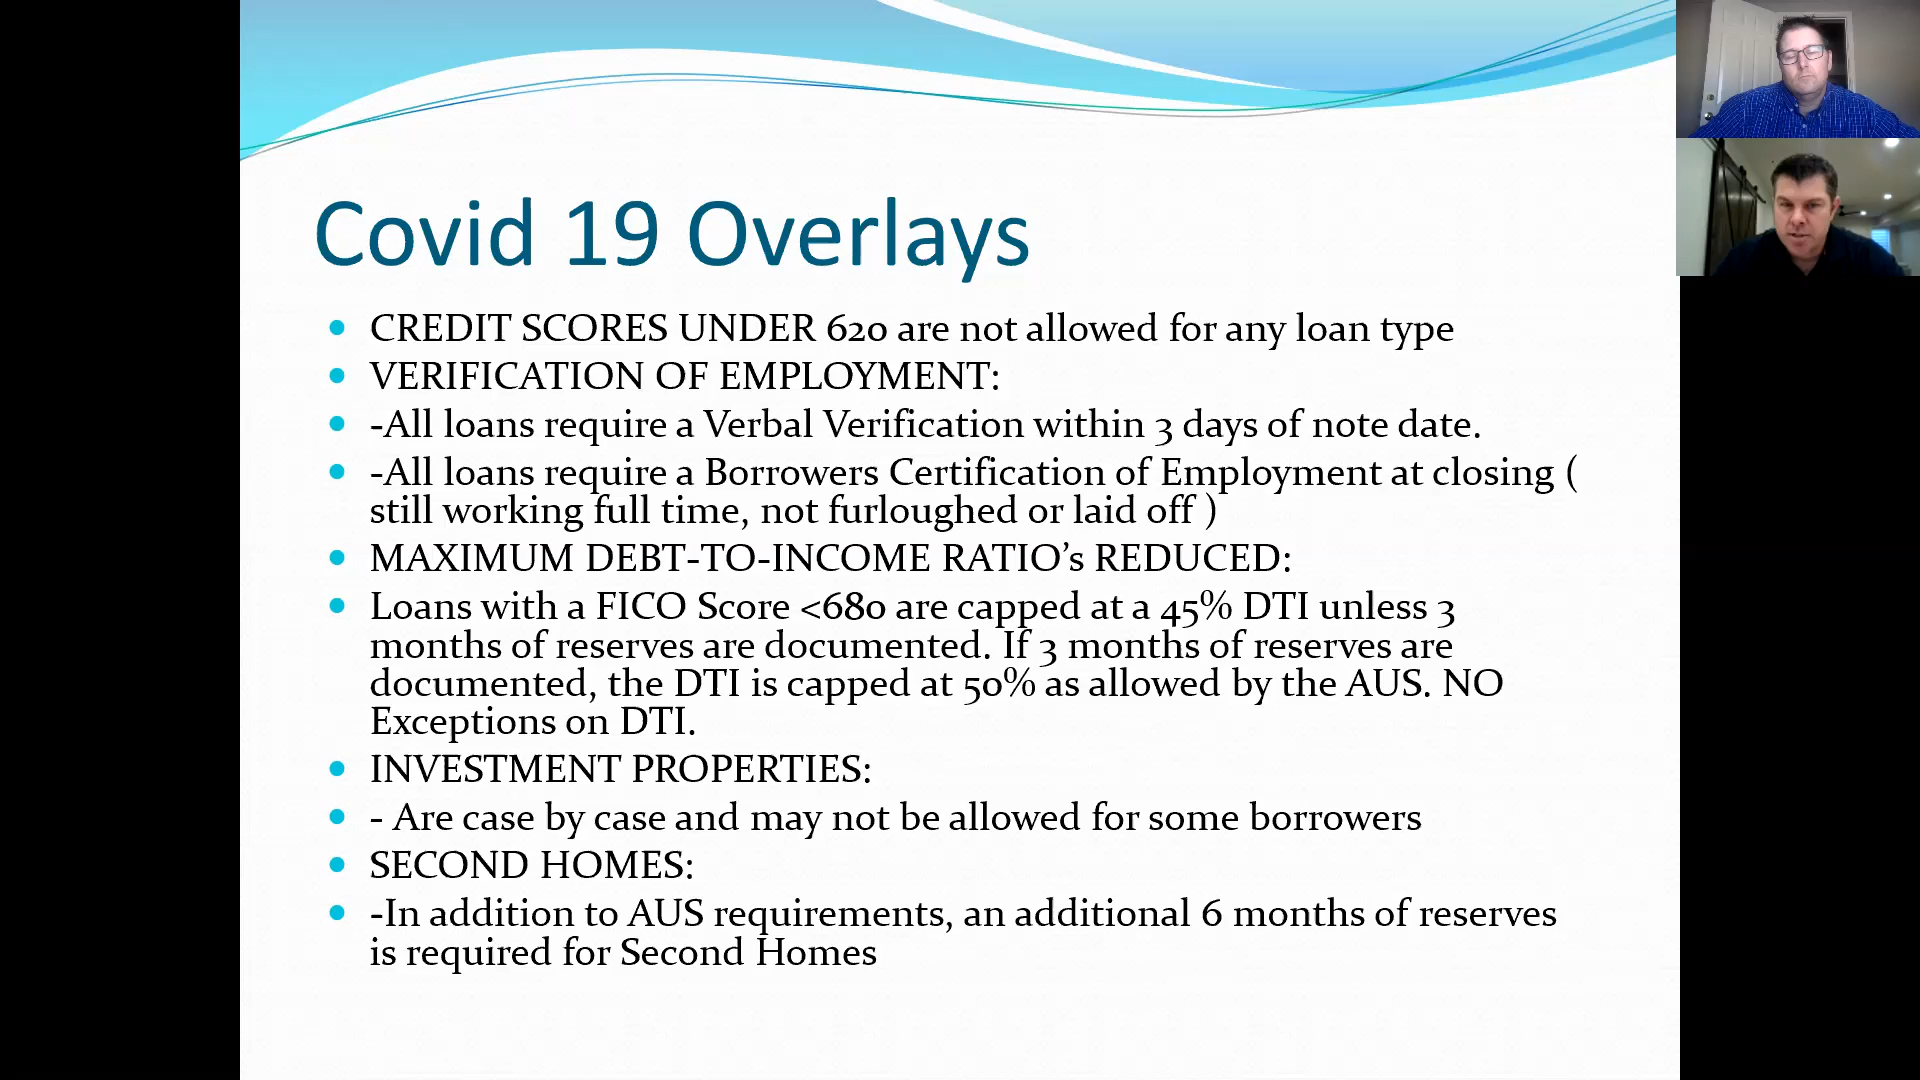 Covid 19 Overlays
CREDIT SCORES UNDER 620 are not allowed for any loan type
VERIFICATION OF EMPLOYMENT:
-All loans require a Verbal Verification within 3 days of note date.
-All loans require a Borrowers Certification of Employment at closing (
still working full time, not furloughed or laid off )
MAXIMUM DEBT-TO-INCOME RATIO’s REDUCED:
Loans with a FICO Score <680 are capped at a 45% DTI unless 3
months of reserves are documented. If 3 months of reserves are
documented, the DTI is capped at 50% as allowed by the AUS. NO
Exceptions on DTI.
INVESTMENT PROPERTIES:
- Are case by case and may not be allowed for some borrowers
SECOND HOMES:
-In addition to AUS requirements, an additional 6 months of reserves
is required for Second Homes